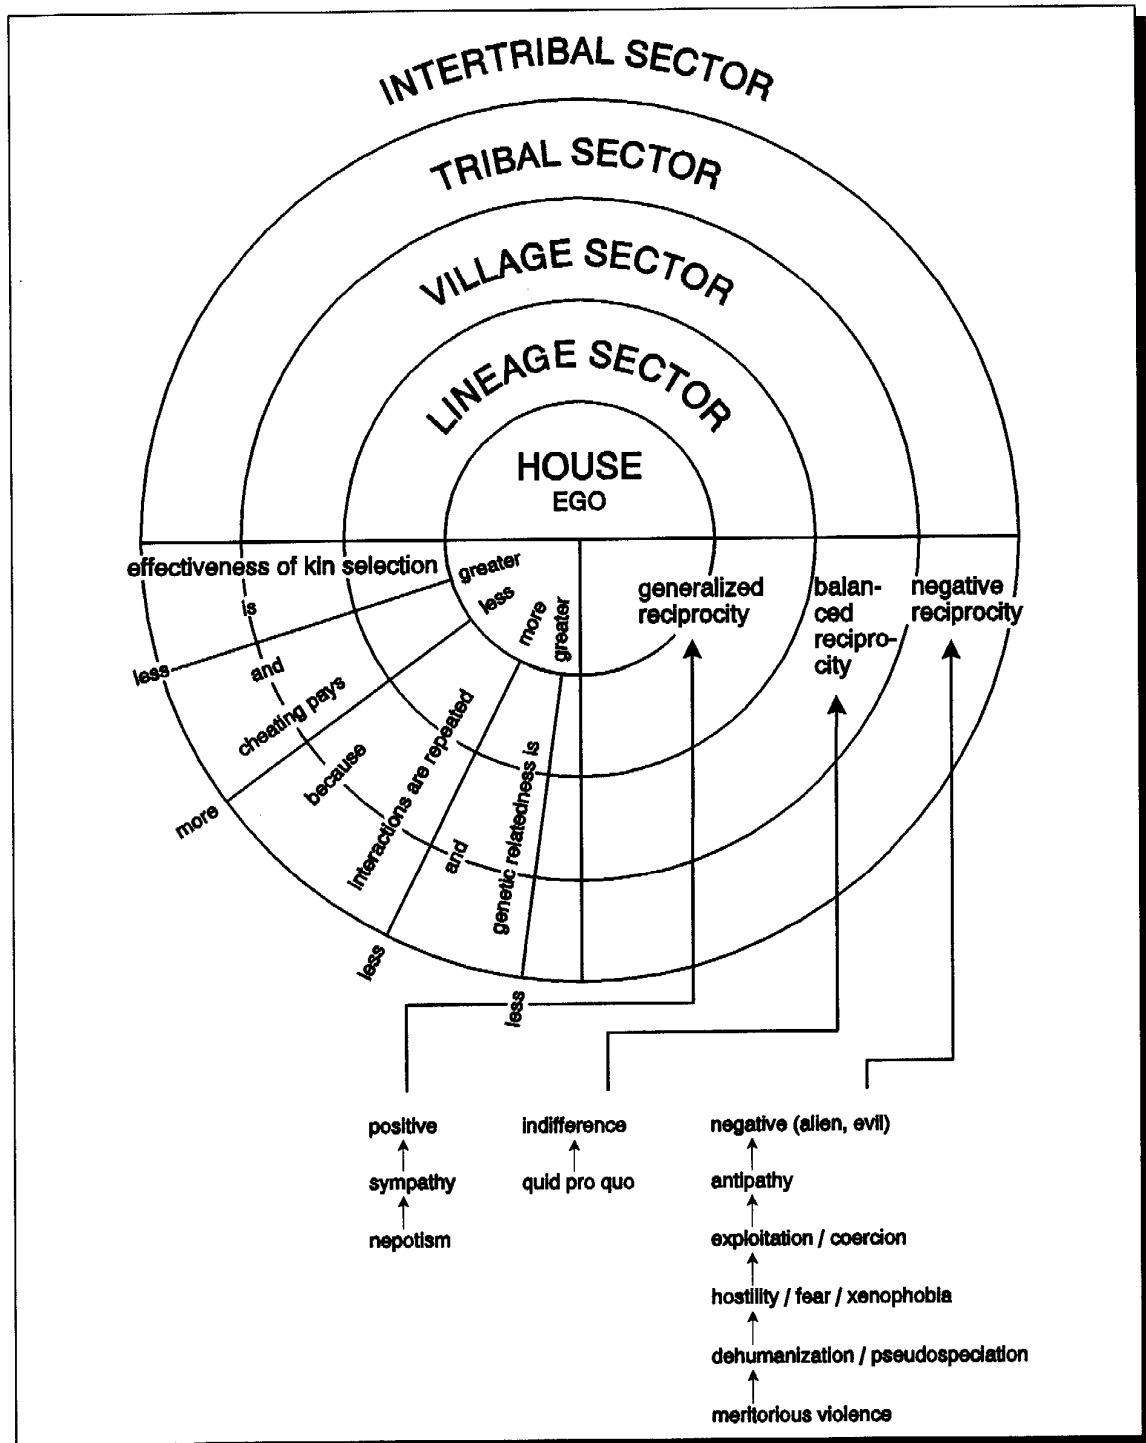 INTERTRIBAL SECTOR
TRIBAL SECTOR
VILLAGE SECTOR
LINEAGE SECTOR
HOUSE
EGO
effectiveness of kin selection
greater
is
less
and
less
cheating pays
more
because
more
interactions are repeated
less
and
greater
genetic relatedness is
less
generalized
reciprocity
balan-
ced
recipro-
city
negative
reciprocity
positive
sympathy
nepotism
indifference
quid pro quo
negative (alien, evil)
antipathy
exploitation / coercion
hostility / fear / xenophobia
dehumanization / pseudospeciation
meritorious violence